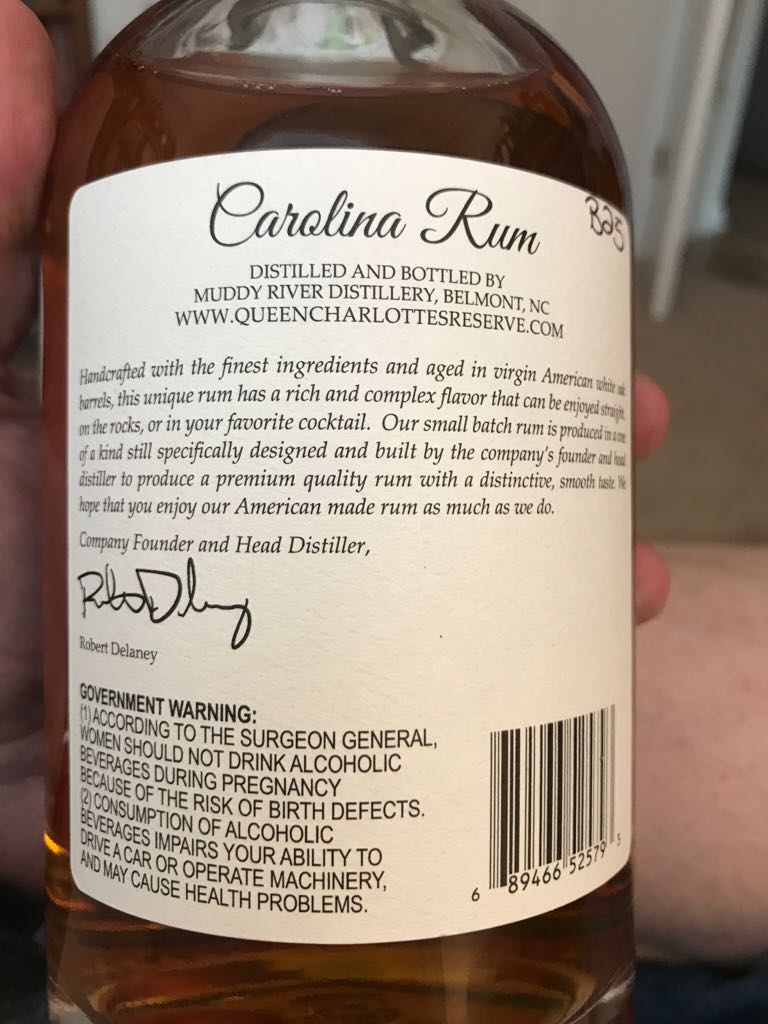 Carolina Rum
B25
DISTILLED AND BOTTLED BY
MUDDY RIVER DISTILLERY, BELMONT, NC
WWW.QUEENCHARLOTTESRESERVE.COM
Handcrafted with the finest ingredients and aged in virgin American white oak
barrels, this unique rum has a rich and complex flavor that can be enjoyed straight,
on the rocks, or in your favorite cocktail. Our small batch rum is produced in a one
of a kind still specifically designed and built by the company's founder and head
distiller to produce a premium quality rum with a distinctive, smooth taste. We
hope that you enjoy our American made rum as much as we do.
Company Founder and Head Distiller,
Robert Delaney
GOVERNMENT WARNING:
(1) ACCORDING TO THE SURGEON GENERAL,
WOMEN SHOULD NOT DRINK ALCOHOLIC
BEVERAGES DURING PREGNANCY
BECAUSE OF THE RISK OF BIRTH DEFECTS.
(2) CONSUMPTION OF ALCOHOLIC
BEVERAGES IMPAIRS YOUR ABILITY TO
DRIVE A CAR OR OPERATE MACHINERY,
AND MAY CAUSE HEALTH PROBLEMS.
6 89466 52579 3